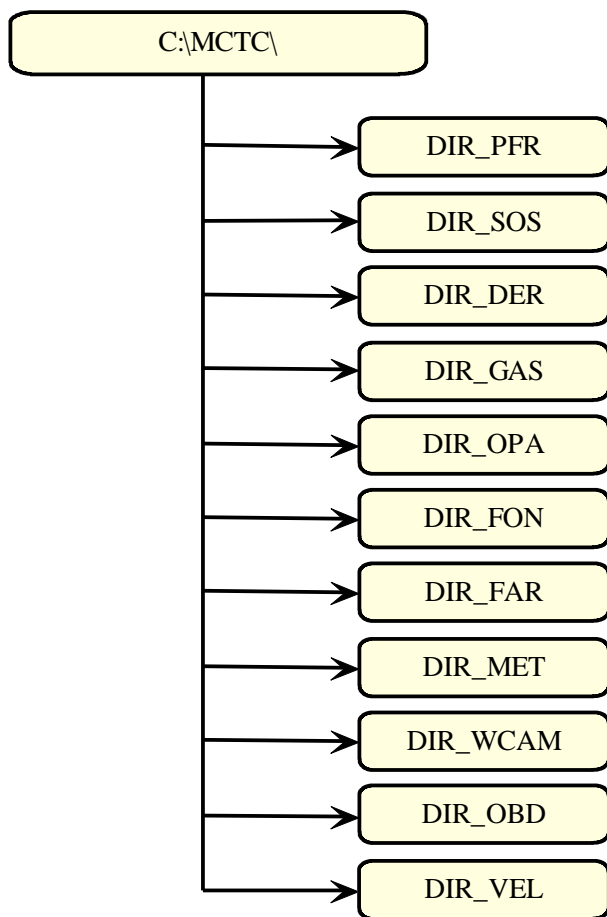 C:\MCTC\
DIR_PFR
DIR_SOS
DIR_DER
DIR_GAS
DIR_OPA
DIR_FON
DIR_FAR
DIR_MET
DIR_WCAM
DIR_OBD
DIR_VEL